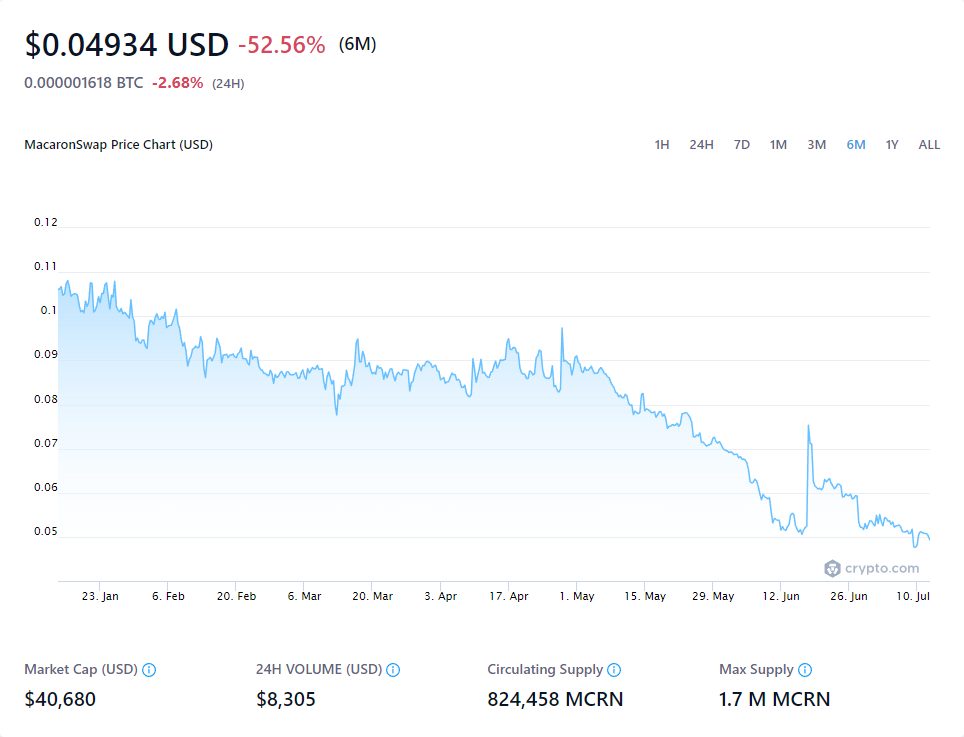 $0.04934 USD -52.56% (6M)
0.000001618 BTC -2.68% (24H)
MacaronSwap Price Chart (USD) 1H 24H 7D 1M 3M 6M 1Y ALL
0.12
0.11
0.1
0.09
0.08
0.07
0.06
0.05
crypto.com
23. Jan 6. Feb 20. Feb 6. Mar 20. Mar 3. Apr 17. Apr 1. May 15. May 29. May 12. Jun 26. Jun 10. Jul
Market Cap (USD) 24H VOLUME (USD) Circulating Supply Max Supply
$40,680 $8,305 824,458 MCRN 1.7 M MCRN